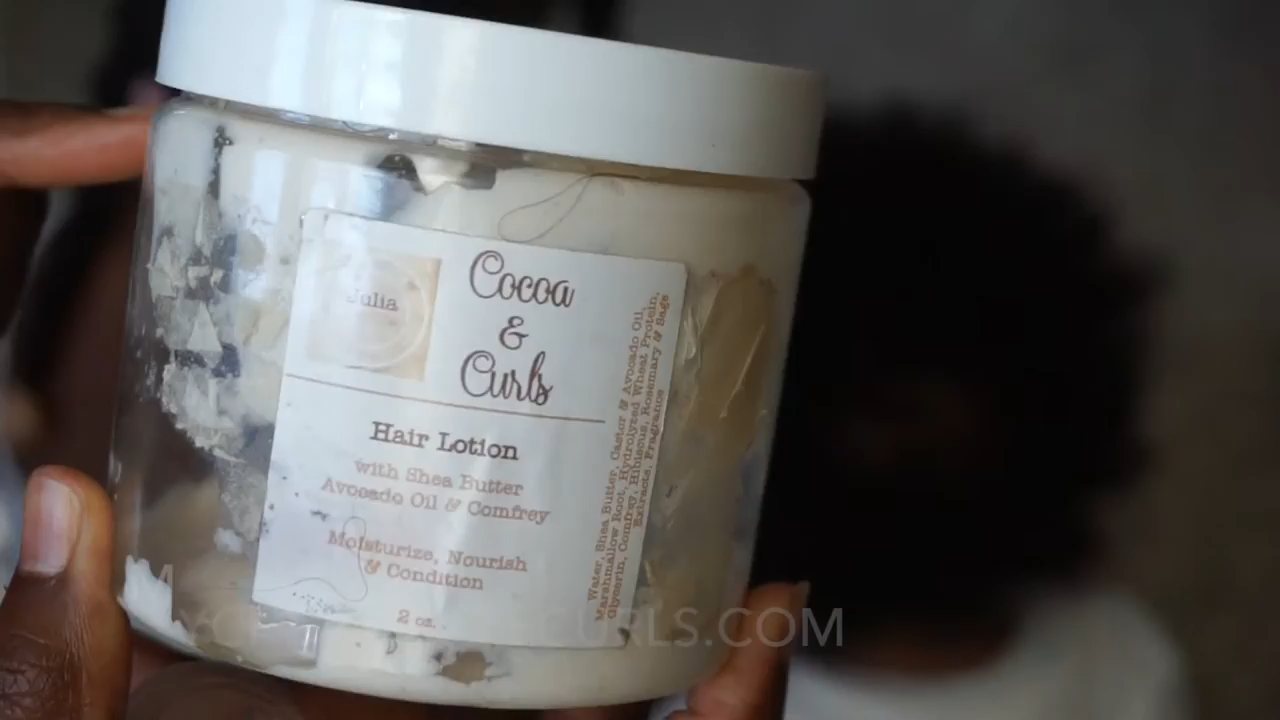 Julia
Cocoa
&
Curls
Hair Lotion
with Shea Butter
Avocado Oil & Comfrey
Moisturize, Nourish
& Condition
2 oz.
Water, Shea Butter, Castor & Avocado Oil,
Marshmallow Root, Hydrolyzed Wheat Protein,
Glycerin, Comfrey, Hibiscus, Rosemary & Sage
Extracts, Fragrance
CURLS.COM